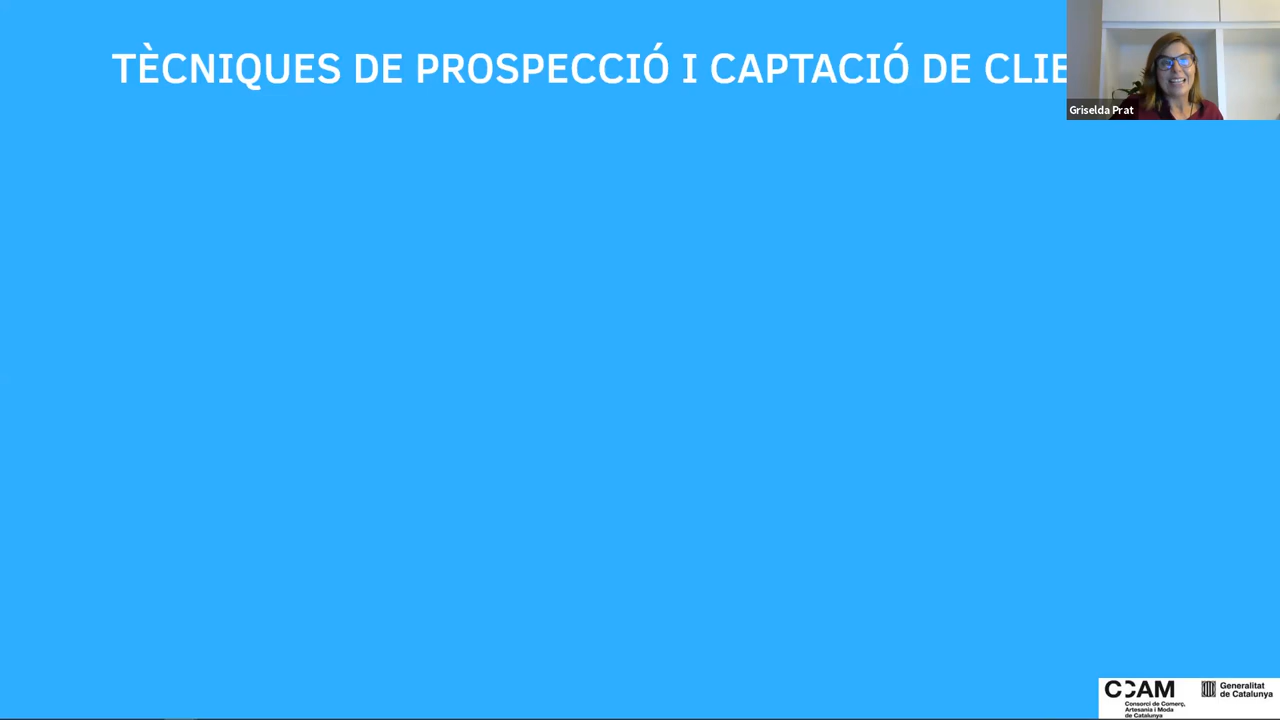 TÈCNIQUES DE PROSPECCIÓ I CAPTACIÓ DE CLIE
Griselda Prat
CCAM
Consorci de Comerç,
Artesania i Moda
de Catalunya
Generalitat
de Catalunya